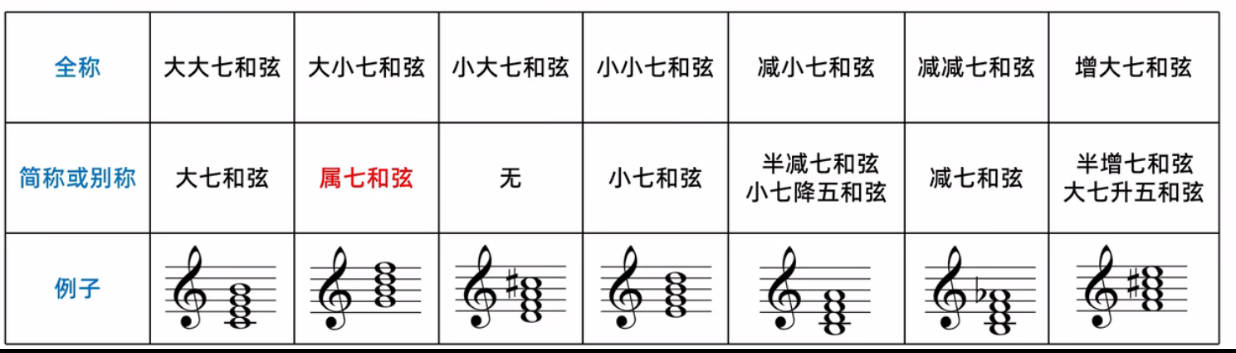 全称 大大七和弦 大小七和弦 小大七和弦 小小七和弦 减小七和弦 减减七和弦 增大七和弦
简称或别称 大七和弦 属七和弦 无 小七和弦 半减七和弦 小七降五和弦 减七和弦 半增七和弦 大七升五和弦
例子